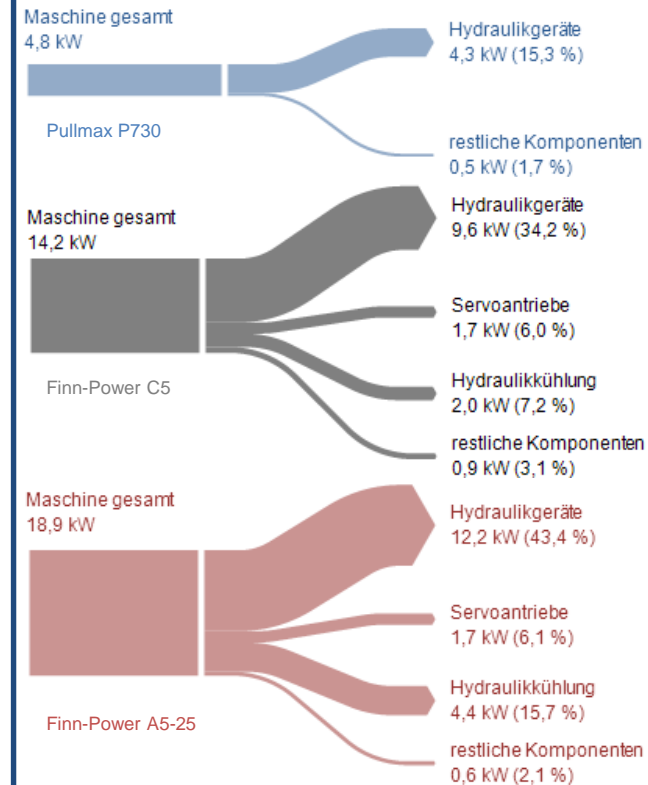 Maschine gesamt
4,8 kW
Pullmax P730
Hydraulikgeräte
4,3 kW (15,3 %)
restliche Komponenten
0,5 kW (1,7 %)
Maschine gesamt
14,2 kW
Finn-Power C5
Hydraulikgeräte
9,6 kW (34,2 %)
Servoantriebe
1,7 kW (6,0 %)
Hydraulikkühlung
2,0 kW (7,2 %)
restliche Komponenten
0,9 kW (3,1 %)
Maschine gesamt
18,9 kW
Finn-Power A5-25
Hydraulikgeräte
12,2 kW (43,4 %)
Servoantriebe
1,7 kW (6,1 %)
Hydraulikkühlung
4,4 kW (15,7 %)
restliche Komponenten
0,6 kW (2,1 %)